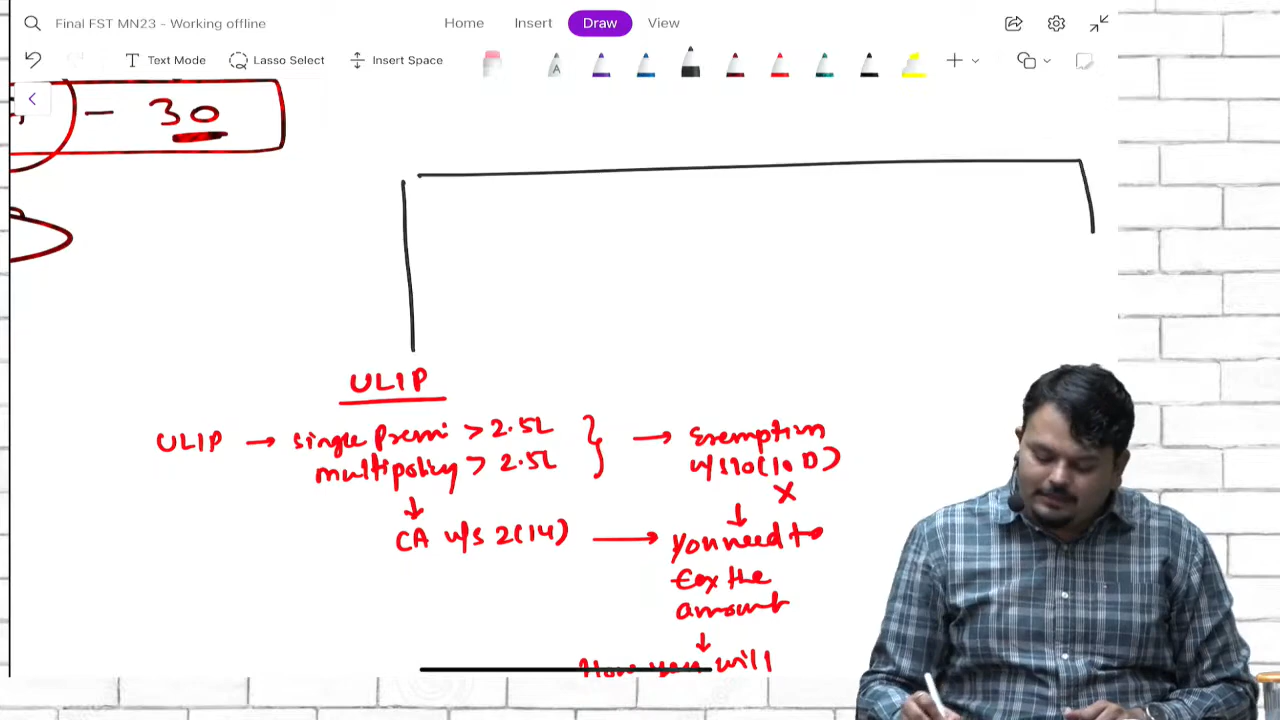 Final FST MN23 - Working offline
Home Insert Draw View
Text Mode Lasso Select Insert Space
- 30
ULIP
ULIP → single premi > 2.5L } → Exemption
multipolicy > 2.5L u/s 10(10D)
X
↓ ↓
CA u/s 2(14) → you need to
tax the
amount
↓
How you will